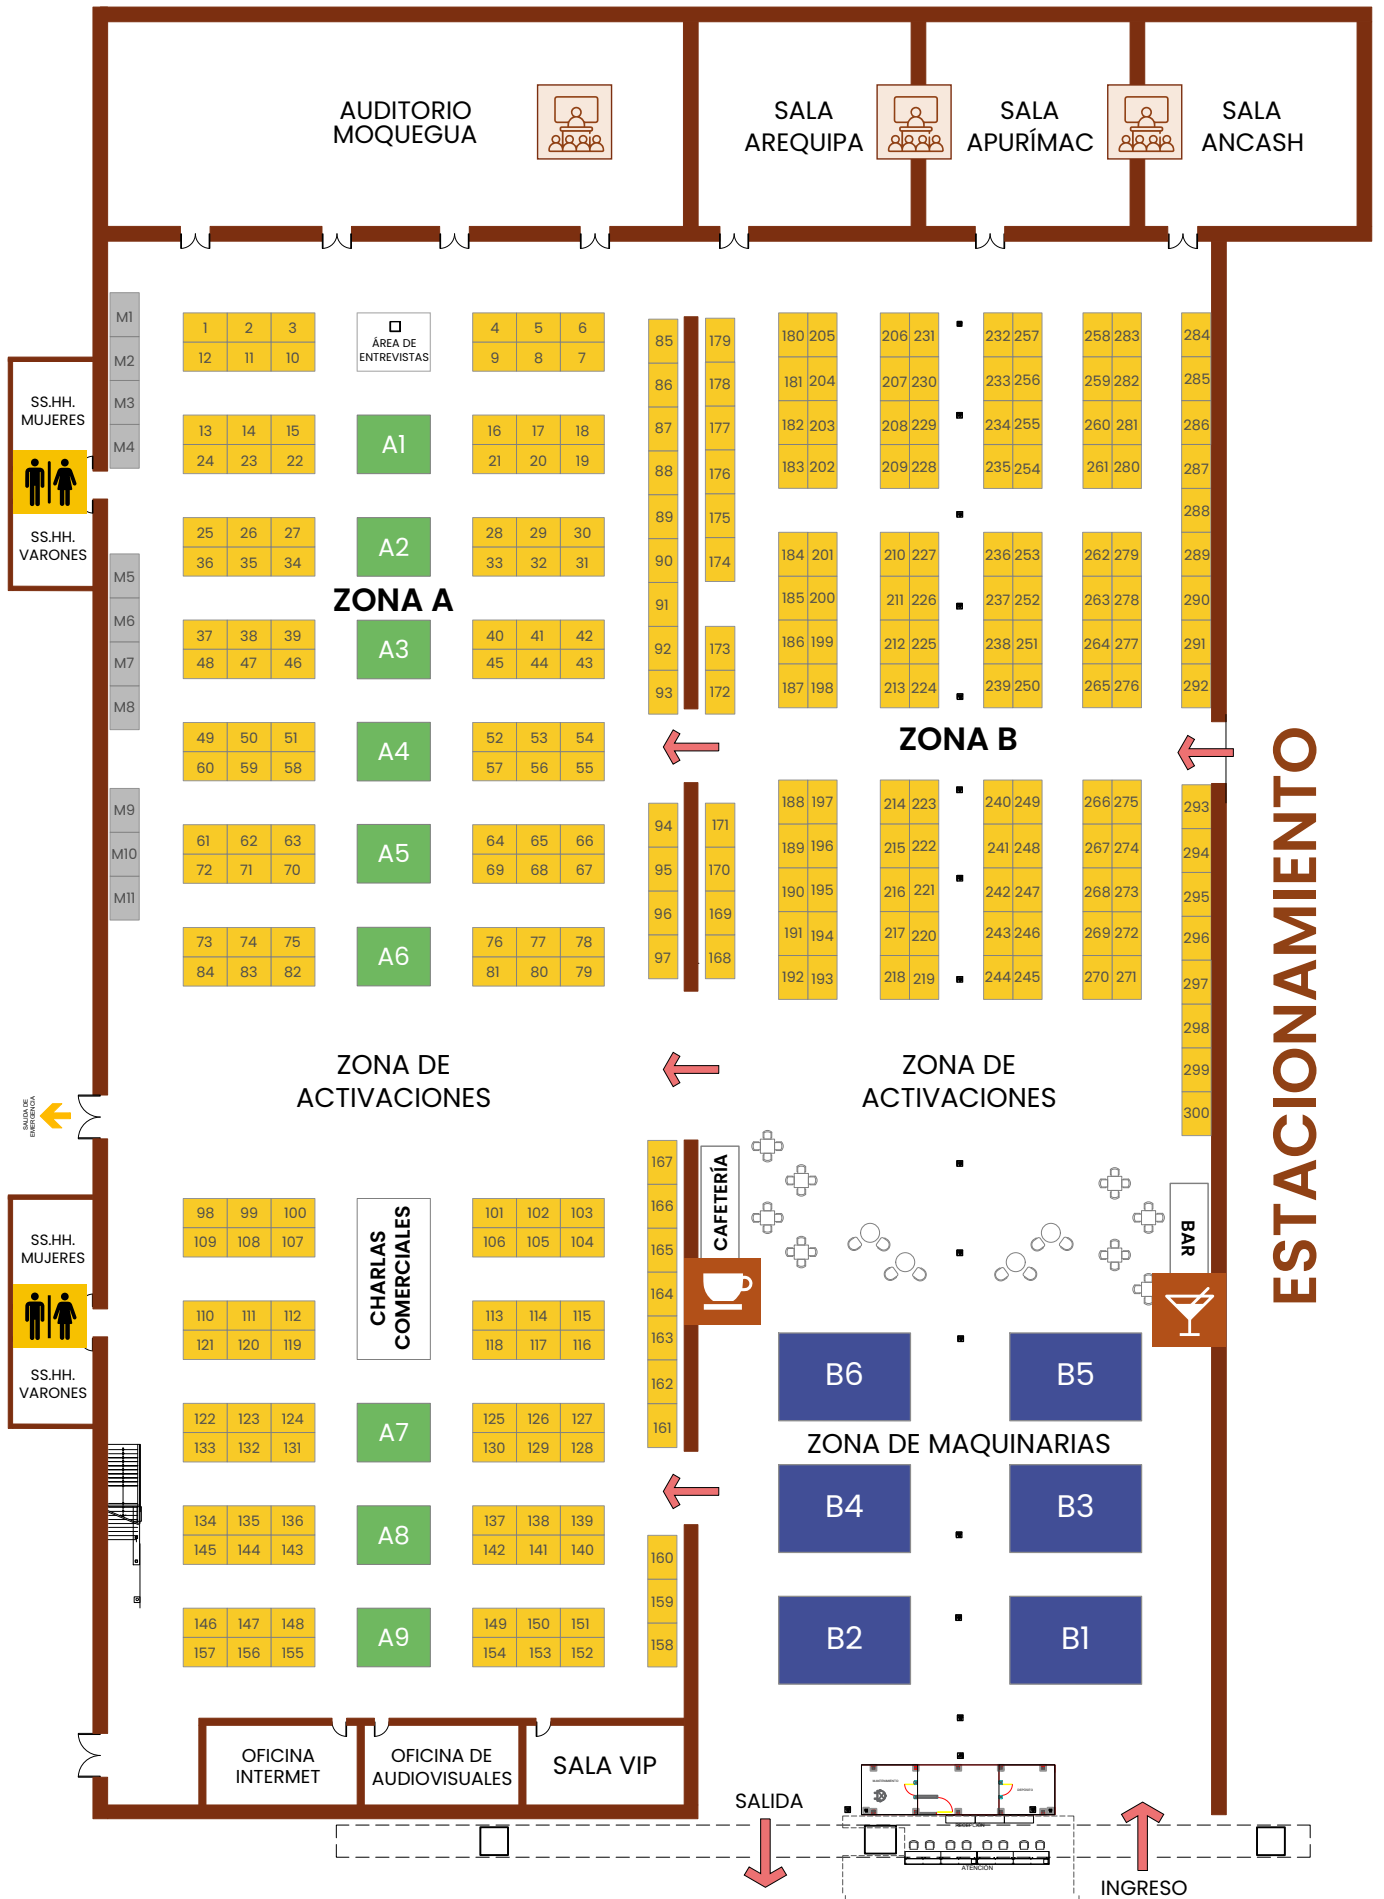 AUDITORIO
MOQUEGUA
SALA
AREQUIPA
SALA
APURÍMAC
SALA
ANCASH
M1
M2
M3
M4
SS.HH.
MUJERES
SS.HH.
VARONES
M5
M6
M7
M8
M9
M10
M11
1 2 3
12 11 10
ÁREA DE
ENTREVISTAS
4 5 6
9 8 7
13 14 15
24 23 22
A1
16 17 18
21 20 19
25 26 27
36 35 34
A2
28 29 30
33 32 31
ZONA A
37 38 39
48 47 46
A3
40 41 42
45 44 43
49 50 51
60 59 58
A4
52 53 54
57 56 55
61 62 63
72 71 70
A5
64 65 66
69 68 67
73 74 75
84 83 82
A6
76 77 78
81 80 79
85
86
87
88
89
90
91
92
93
94
95
96
97
179
178
177
176
175
174
173
172
171
170
169
168
180 205
181 204
182 203
183 202
184 201
185 200
186 199
187 198
206 231
207 230
208 229
209 228
210 227
211 226
212 225
213 224
232 257
233 256
234 255
235 254
236 253
237 252
238 251
239 250
258 283
259 282
260 281
261 280
262 279
263 278
264 277
265 276
284
285
286
287
288
289
290
291
292
ZONA B
188 197
189 196
190 195
191 194
192 193
214 223
215 222
216 221
217 220
218 219
240 249
241 248
242 247
243 246
244 245
266 275
267 274
268 273
269 272
270 271
293
294
295
296
297
298
299
300
ESTACIONAMIENTO
ZONA DE
ACTIVACIONES
ZONA DE
ACTIVACIONES
SALIDA DE
EMERGENCIA
SS.HH.
MUJERES
SS.HH.
VARONES
98 99 100
109 108 107
CHARLAS
COMERCIALES
101 102 103
106 105 104
110 111 112
121 120 119
113 114 115
118 117 116
122 123 124
133 132 131
A7
125 126 127
130 129 128
134 135 136
145 144 143
A8
137 138 139
142 141 140
146 147 148
157 156 155
A9
149 150 151
154 153 152
167
166
165
164
163
162
161
160
159
158
CAFETERÍA
BAR
B6
B5
ZONA DE MAQUINARIAS
B4
B3
B2
B1
OFICINA
INTERMET
OFICINA DE
AUDIOVISUALES
SALA VIP
SALIDA
MANTENIMIENTO
DEPOSITO
RECEPCION
ATENCIÓN
INGRESO